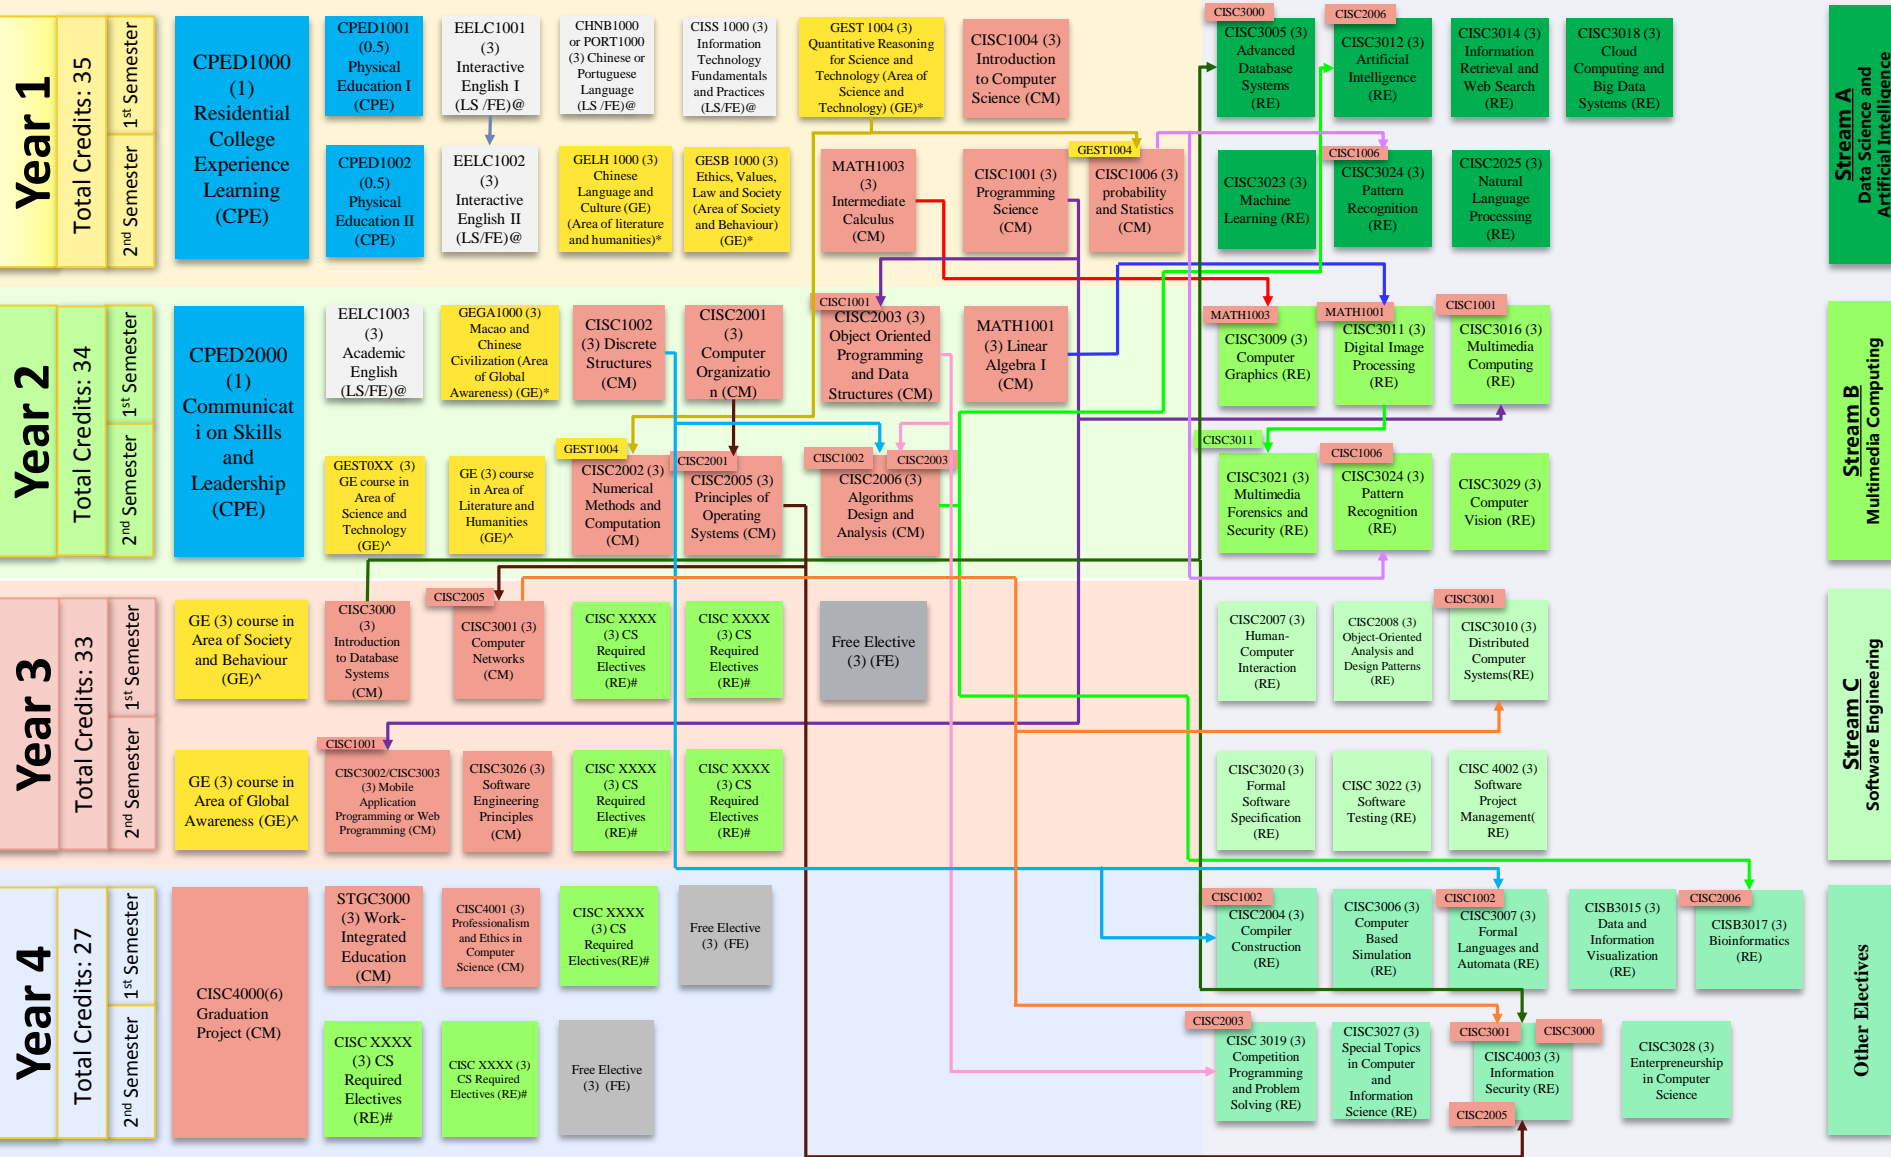 Year 1
Total Credits: 35
1st Semester
2nd Semester
CPED1000
(1)
Residential
College
Experience
Learning
(CPE)
CPED1001
(0.5)
Physical
Education I
(CPE)
EELC1001
(3)
Interactive
English I
(LS /FE)@
CHNB1000
or PORT1000
(3) Chinese or
Portuguese
Language
(LS /FE)@
CISS 1000 (3)
Information
Technology
Fundamentals
and Practices
(LS/FE)@
GEST 1004 (3)
Quantitative Reasoning
for Science and
Technology (Area of
Science and
Technology) (GE)*
CISC1004 (3)
Introduction
to Computer
Science (CM)
CPED1002
(0.5)
Physical
Education II
(CPE)
EELC1002
(3)
Interactive
English II
(LS/FE)@
GELH 1000 (3)
Chinese
Language and
Culture (GE)
(Area of literature
and humanities)*
GESB 1000 (3)
Ethics, Values,
Law and Society
(Area of Society
and Behaviour)
(GE)*
MATH1003
(3)
Intermediate
Calculus
(CM)
CISC1001 (3)
Programming
Science
(CM)
GEST1004
CISC1006 (3)
probability
and Statistics
(CM)
CISC3000
CISC3005 (3)
Advanced
Database
Systems
(RE)
CISC2006
CISC3012 (3)
Artificial
Intelligence
(RE)
CISC3014 (3)
Information
Retrieval and
Web Search
(RE)
CISC3018 (3)
Cloud
Computing and
Big Data
Systems (RE)
CISC3023 (3)
Machine
Learning (RE)
CISC1006
CISC3024 (3)
Pattern
Recognition
(RE)
CISC2025 (3)
Natural
Language
Processing
(RE)
Stream A
Data Science and
Artificial Intelligence
Year 2
Total Credits: 34
1st Semester
2nd Semester
CPED2000
(1)
Communicat
i on Skills
and
Leadership
(CPE)
EELC1003
(3)
Academic
English
(LS/FE)@
GEGA1000 (3)
Macao and
Chinese
Civilization (Area
of Global
Awareness) (GE)*
CISC1002
(3) Discrete
Structures
(CM)
CISC2001
(3)
Computer
Organizatio
n (CM)
CISC1001
CISC2003 (3)
Object Oriented
Programming
and Data
Structures (CM)
MATH1001
(3) Linear
Algebra I
(CM)
GEST0XX (3)
GE course in
Area of
Science and
Technology
(GE)^
GE (3) course
in Area of
Literature and
Humanities
(GE)^
GEST1004
CISC2002 (3)
Numerical
Methods and
Computation
(CM)
CISC2001
CISC2005 (3)
Principles of
Operating
Systems (CM)
CISC1002
CISC2003
CISC2006 (3)
Algorithms
Design and
Analysis (CM)
MATH1003
CISC3009 (3)
Computer
Graphics (RE)
MATH1001
CISC3011 (3)
Digital Image
Processing
(RE)
CISC1001
CISC3016 (3)
Multimedia
Computing
(RE)
CISC3011
CISC3021 (3)
Multimedia
Forensics and
Security (RE)
CISC1006
CISC3024 (3)
Pattern
Recognition
(RE)
CISC3029 (3)
Computer
Vision (RE)
Stream B
Multimedia Computing
Year 3
Total Credits: 33
1st Semester
2nd Semester
GE (3) course in
Area of Society
and Behaviour
(GE)^
CISC3000
(3)
Introduction
to Database
Systems
(CM)
CISC2005
CISC3001 (3)
Computer
Networks
(CM)
CISC XXXX
(3) CS
Required
Electives
(RE)#
CISC XXXX
(3) CS
Required
Electives
(RE)#
Free Elective
(3) (FE)
GE (3) course in
Area of Global
Awareness (GE)^
CISC1001
CISC3002/CISC3003
(3) Mobile
Application
Programming or Web
Programming (CM)
CISC3026 (3)
Software
Engineering
Principles
(CM)
CISC XXXX
(3) CS
Required
Electives
(RE)#
CISC XXXX
(3) CS
Required
Electives
(RE)#
CISC2007 (3)
Human-
Computer
Interaction
(RE)
CISC2008 (3)
Object-Oriented
Analysis and
Design Patterns
(RE)
CISC3001
CISC3010 (3)
Distributed
Computer
Systems(RE)
CISC3020 (3)
Formal
Software
Specification
(RE)
CISC 3022 (3)
Software
Testing (RE)
CISC 4002 (3)
Software
Project
Management(
RE)
Stream C
Software Engineering
Year 4
Total Credits: 27
1st Semester
2nd Semester
CISC4000(6)
Graduation
Project (CM)
STGC3000
(3) Work-
Integrated
Education
(CM)
CISC4001 (3)
Professionalism
and Ethics in
Computer
Science (CM)
CISC XXXX
(3) CS
Required
Electives(RE)#
Free Elective
(3) (FE)
CISC XXXX
(3) CS
Required
Electives
(RE)#
CISC XXXX (3)
CS Required
Electives (RE)#
Free Elective
(3) (FE)
CISC1002
CISC2004 (3)
Compiler
Construction
(RE)
CISC3006 (3)
Computer
Based
Simulation
(RE)
CISC1002
CISC3007 (3)
Formal
Languages and
Automata (RE)
CISB3015 (3)
Data and
Information
Visualization
(RE)
CISC2006
CISB3017 (3)
Bioinformatics
(RE)
CISC2003
CISC 3019 (3)
Competition
Programming
and Problem
Solving (RE)
CISC3027 (3)
Special Topics
in Computer
and
Information
Science (RE)
CISC3001
CISC3000
CISC4003 (3)
Information
Security (RE)
CISC2005
CISC3028 (3)
Enterpreneurship
in Computer
Science
Other Electives